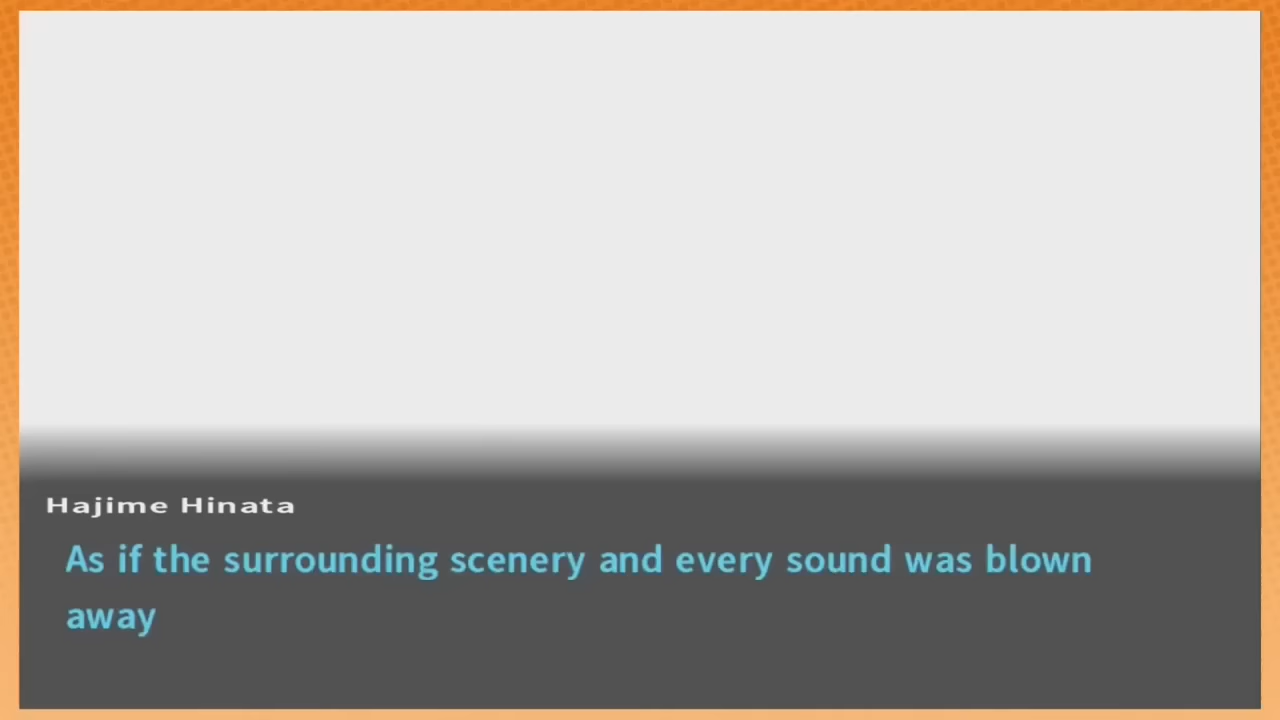 Hajime Hinata
As if the surrounding scenery and every sound was blown
away